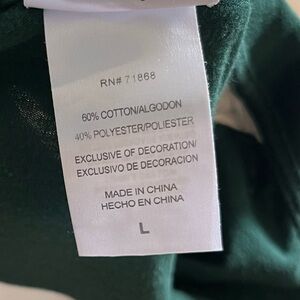 RN# 71868
60% COTTON/ALGODON
40% POLYESTER/POLIESTER
EXCLUSIVE OF DECORATION/
EXCLUSIVO DE DECORACION
MADE IN CHINA
HECHO EN CHINA
L